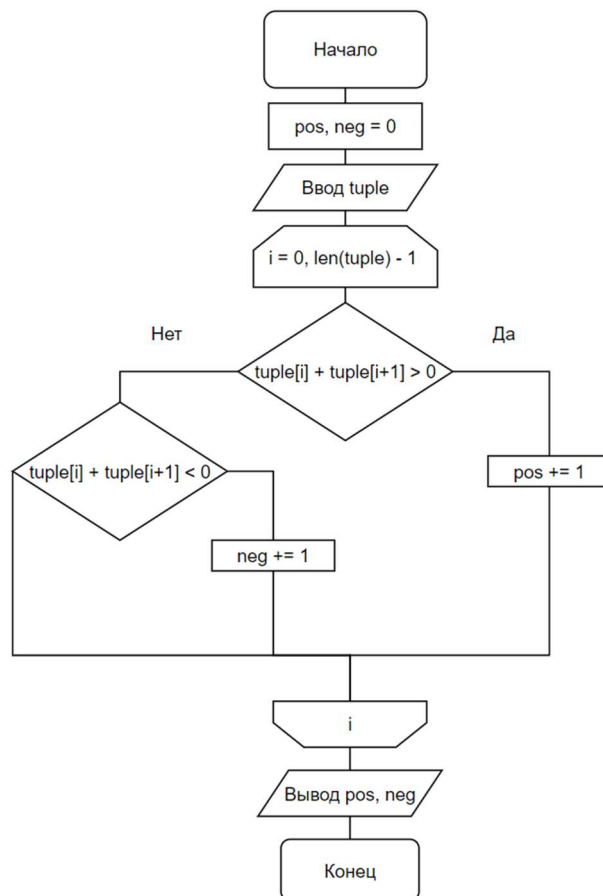 Начало
pos, neg = 0
Ввод tuple
i = 0, len(tuple) - 1
Нет
Да
tuple[i] + tuple[i+1] > 0
tuple[i] + tuple[i+1] < 0
pos += 1
neg += 1
i
Вывод pos, neg
Конец